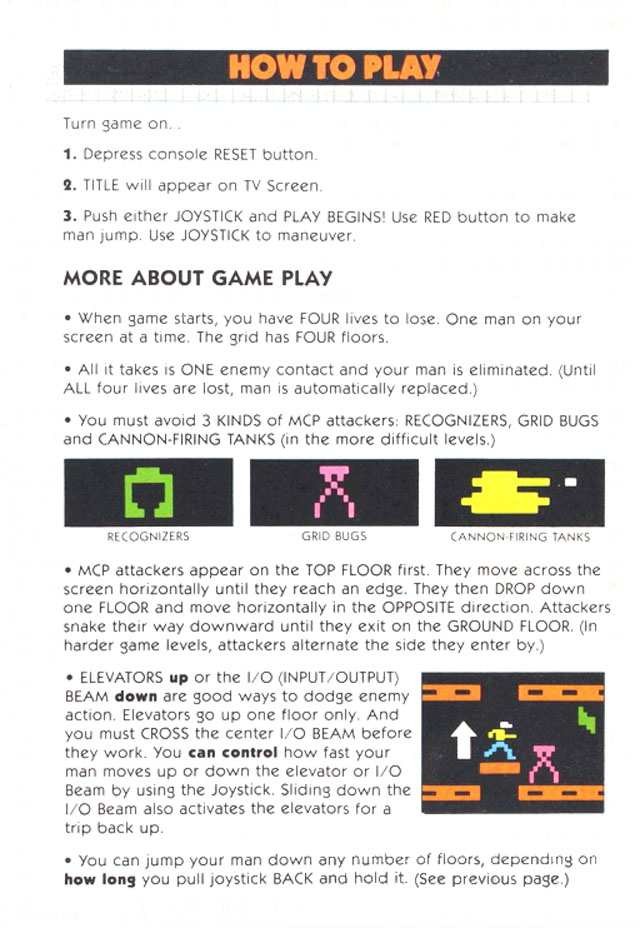 HOW TO PLAY
Turn game on. .
1. Depress console RESET button.
2. TITLE will appear on TV Screen.
3. Push either JOYSTICK and PLAY BEGINS! Use RED button to make
man jump. Use JOYSTICK to maneuver.
MORE ABOUT GAME PLAY
• When game starts, you have FOUR lives to lose. One man on your
screen at a time. The grid has FOUR floors.
• All it takes is ONE enemy contact and your man is eliminated. (Until
ALL four lives are lost, man is automatically replaced.)
• You must avoid 3 KINDS of MCP attackers: RECOGNIZERS, GRID BUGS
and CANNON-FIRING TANKS (in the more difficult levels.)
RECOGNIZERS GRID BUGS CANNON-FIRING TANKS
• MCP attackers appear on the TOP FLOOR first. They move across the
screen horizontally until they reach an edge. They then DROP down
one FLOOR and move horizontally in the OPPOSITE direction. Attackers
snake their way downward until they exit on the GROUND FLOOR. (In
harder game levels, attackers alternate the side they enter by.)
• ELEVATORS up or the I/O (INPUT/OUTPUT)
BEAM down are good ways to dodge enemy
action. Elevators go up one floor only. And
you must CROSS the center I/O BEAM before
they work. You can control how fast your
man moves up or down the elevator or I/O
Beam by using the Joystick. Sliding down the
I/O Beam also activates the elevators for a
trip back up.
• You can jump your man down any number of floors, depending on
how long you pull joystick BACK and hold it. (See previous page.)